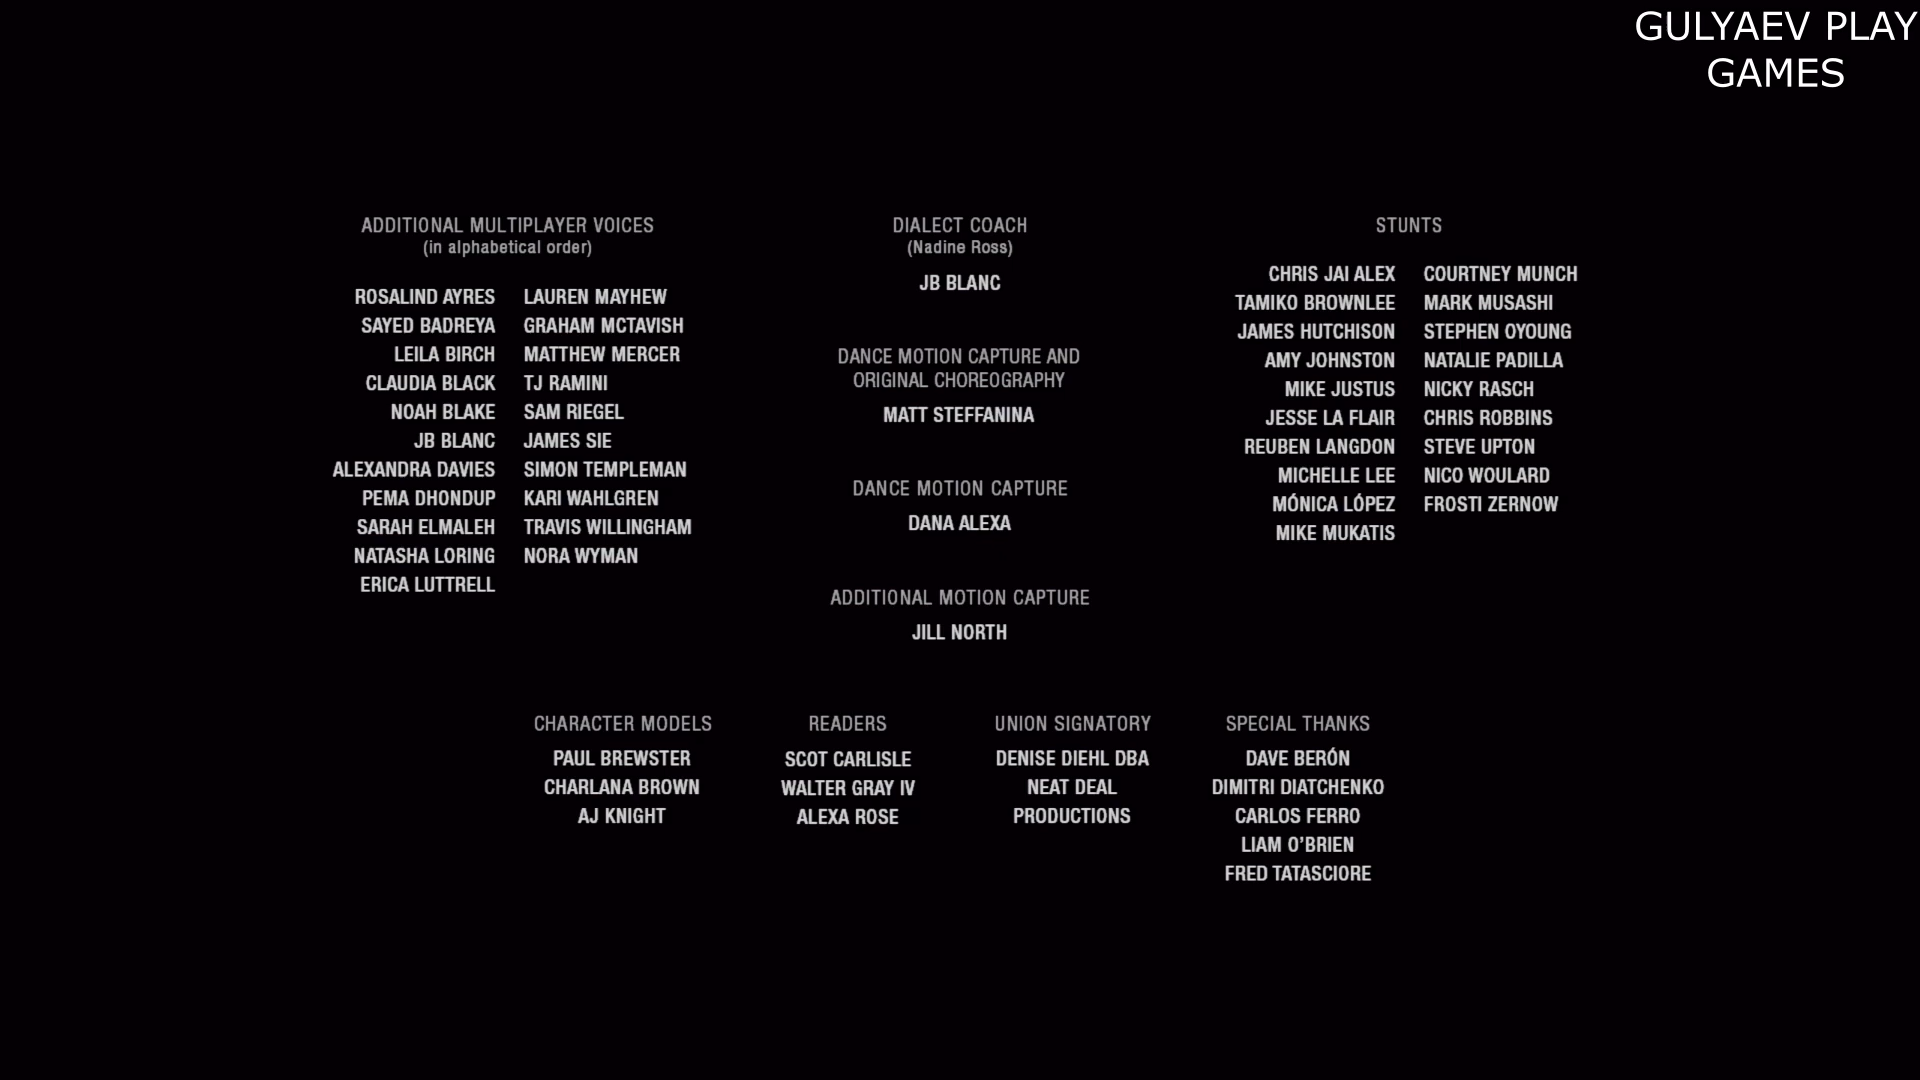 GULYAEV PLAY
GAMES
ADDITIONAL MULTIPLAYER VOICES
(in alphabetical order)
ROSALIND AYRES
SAYED BADREYA
LEILA BIRCH
CLAUDIA BLACK
NOAH BLAKE
JB BLANC
ALEXANDRA DAVIES
PEMA DHONDUP
SARAH ELMALEH
NATASHA LORING
ERICA LUTTRELL
LAUREN MAYHEW
GRAHAM MCTAVISH
MATTHEW MERCER
TJ RAMINI
SAM RIEGEL
JAMES SIE
SIMON TEMPLEMAN
KARI WAHLGREN
TRAVIS WILLINGHAM
NORA WYMAN
DIALECT COACH
(Nadine Ross)
JB BLANC
DANCE MOTION CAPTURE AND
ORIGINAL CHOREOGRAPHY
MATT STEFFANINA
DANCE MOTION CAPTURE
DANA ALEXA
ADDITIONAL MOTION CAPTURE
JILL NORTH
STUNTS
CHRIS JAI ALEX
TAMIKO BROWNLEE
JAMES HUTCHISON
AMY JOHNSTON
MIKE JUSTUS
JESSE LA FLAIR
REUBEN LANGDON
MICHELLE LEE
MÓNICA LÓPEZ
MIKE MUKATIS
COURTNEY MUNCH
MARK MUSASHI
STEPHEN OYOUNG
NATALIE PADILLA
NICKY RASCH
CHRIS ROBBINS
STEVE UPTON
NICO WOULARD
FROSTI ZERNOW
CHARACTER MODELS
PAUL BREWSTER
CHARLANA BROWN
AJ KNIGHT
READERS
SCOT CARLISLE
WALTER GRAY IV
ALEXA ROSE
UNION SIGNATORY
DENISE DIEHL DBA
NEAT DEAL
PRODUCTIONS
SPECIAL THANKS
DAVE BERÓN
DIMITRI DIATCHENKO
CARLOS FERRO
LIAM O'BRIEN
FRED TATASCIORE